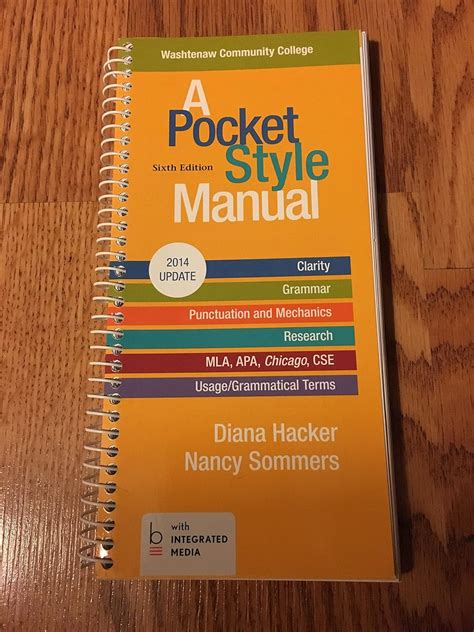 Washtenaw Community College
A
Pocket
Sixth Edition Style
Manual
2014
UPDATE
Clarity
Grammar
Punctuation and Mechanics
Research
MLA, APA, Chicago, CSE
Usage/Grammatical Terms
Diana Hacker
Nancy Sommers
b with
INTEGRATED
MEDIA